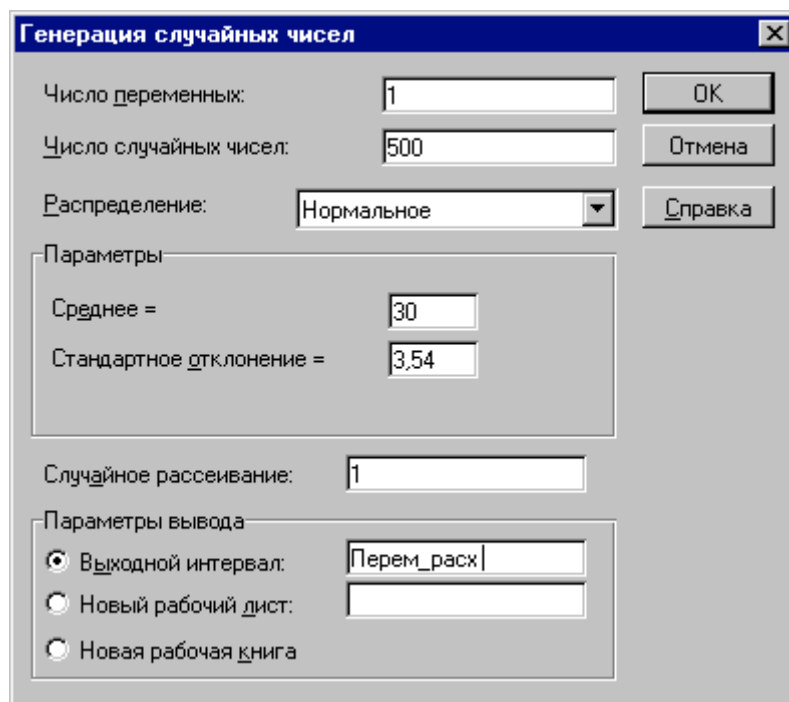 Генерация случайных чисел
Число переменных: 1 OK
Число случайных чисел: 500 Отмена
Распределение: Нормальное Справка
Параметры
Среднее = 30
Стандартное отклонение = 3,54
Случайное рассеивание: 1
Параметры вывода
Выходной интервал: Перем_расх
Новый рабочий лист:
Новая рабочая книга